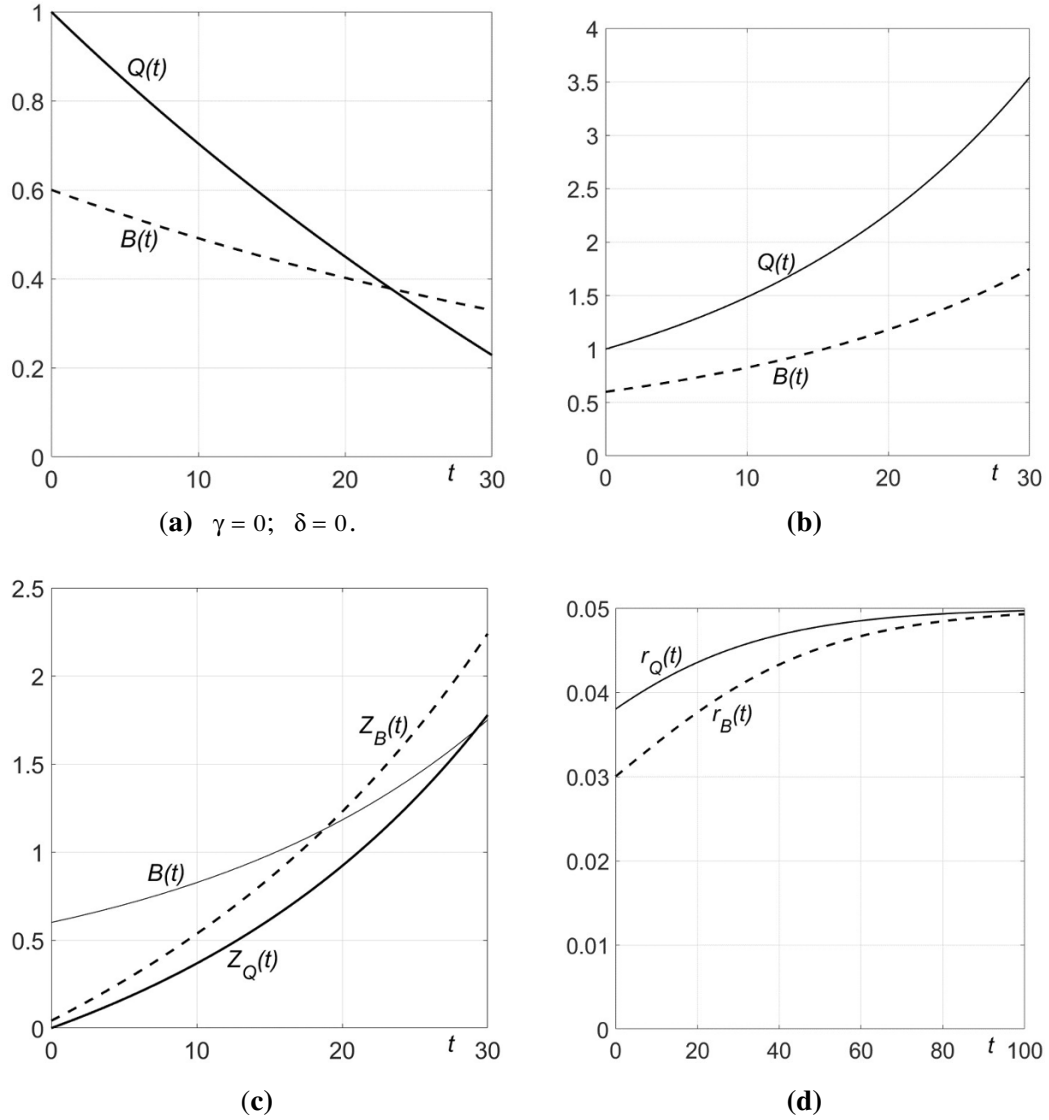 1
0.8
0.6
0.4
0.2
0
0 10 20 t 30
Q(t)
B(t)
(a) γ = 0; δ = 0.
4
3.5
3
2.5
2
1.5
1
0.5
0
0 10 20 t 30
Q(t)
B(t)
(b)
2.5
2
1.5
1
0.5
0
0 10 20 t 30
Z_B(t)
B(t)
Z_Q(t)
(c)
0.05
0.04
0.03
0.02
0.01
0
0 20 40 60 80 t 100
r_Q(t)
r_B(t)
(d)